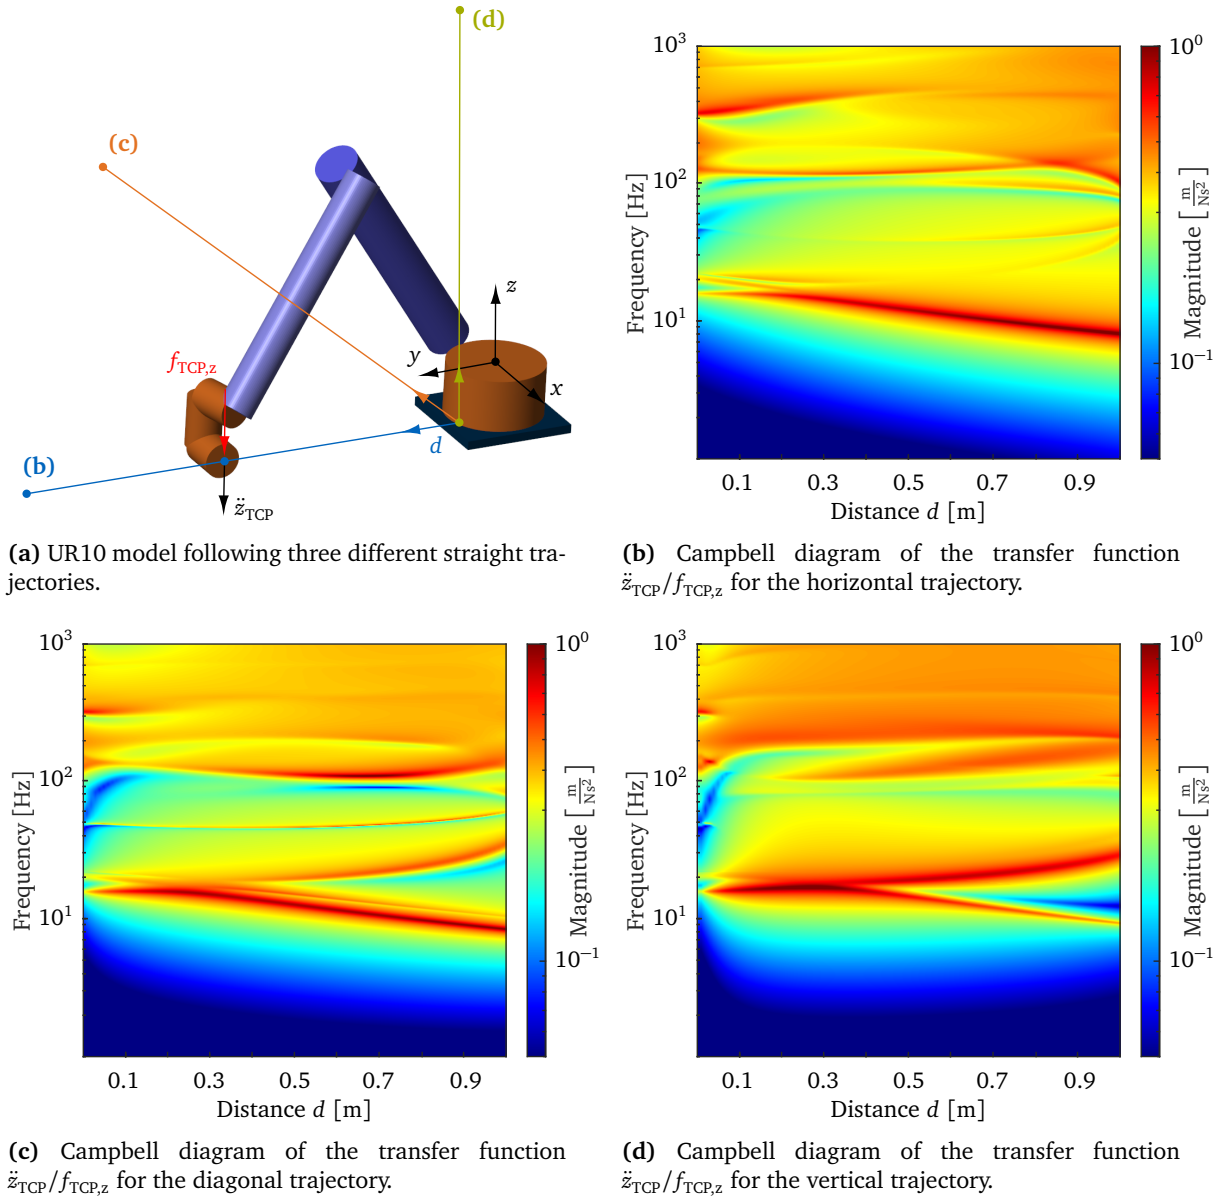 (d)
(c)
z
y
x
f_TCP,z
d
(b)
z̈_TCP
(a) UR10 model following three different straight tra-
jectories.
10³
10²
10¹
Frequency [Hz]
0.1 0.3 0.5 0.7 0.9
Distance d [m]
10⁰
10⁻¹
Magnitude [m/Ns²]
(b) Campbell diagram of the transfer function
z̈_TCP/f_TCP,z for the horizontal trajectory.
10³
10²
10¹
Frequency [Hz]
0.1 0.3 0.5 0.7 0.9
Distance d [m]
10⁰
10⁻¹
Magnitude [m/Ns²]
(c) Campbell diagram of the transfer function
z̈_TCP/f_TCP,z for the diagonal trajectory.
10³
10²
10¹
Frequency [Hz]
0.1 0.3 0.5 0.7 0.9
Distance d [m]
10⁰
10⁻¹
Magnitude [m/Ns²]
(d) Campbell diagram of the transfer function
z̈_TCP/f_TCP,z for the vertical trajectory.